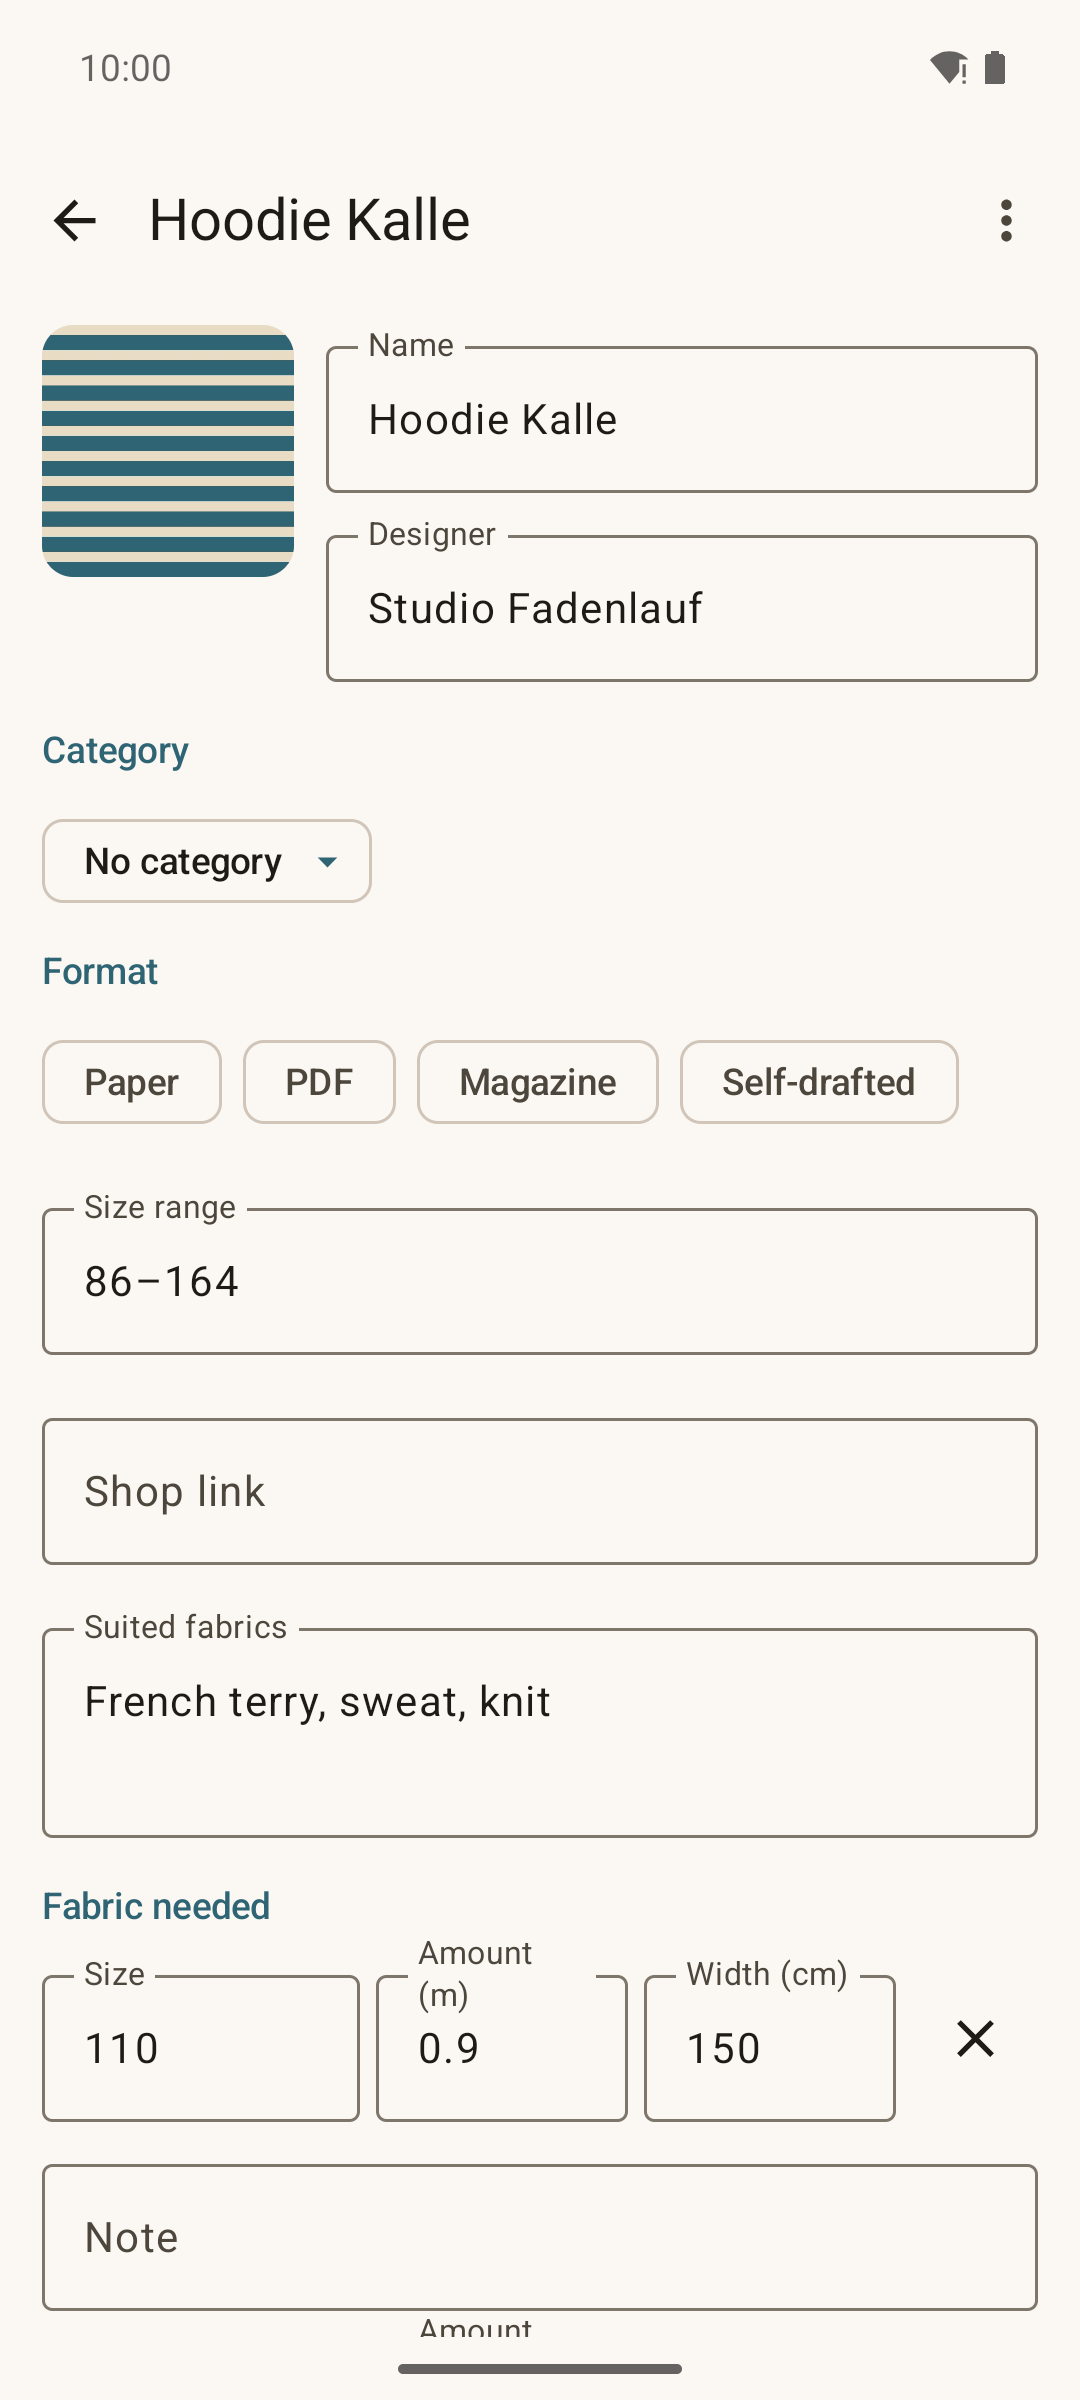 10:00
Hoodie Kalle
Name
Hoodie Kalle
Designer
Studio Fadenlauf
Category
No category
Format
Paper
PDF
Magazine
Self-drafted
Size range
86–164
Shop link
Suited fabrics
French terry, sweat, knit
Fabric needed
Size
110
Amount
(m)
0.9
Width (cm)
150
Note
Amount